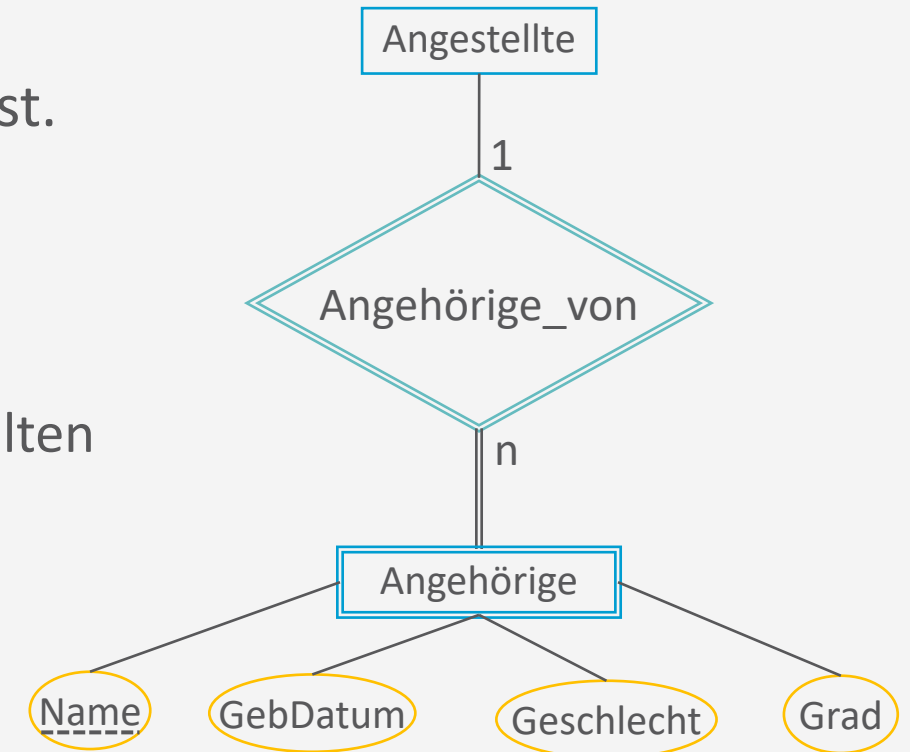 Angestellte
st.
1
Angehörige_von
lten
n
Angehörige
Name GebDatum Geschlecht Grad